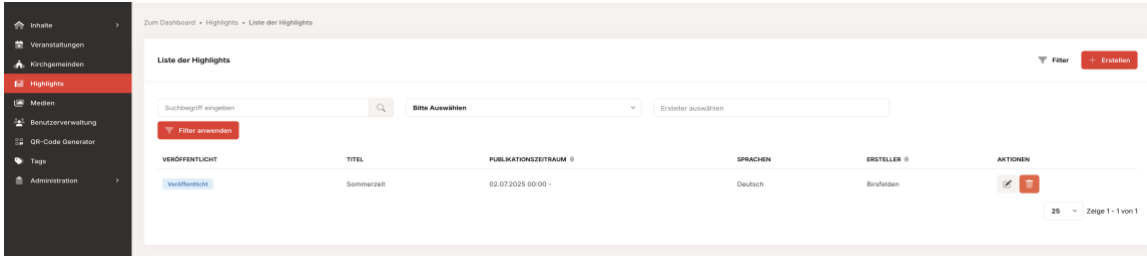 Inhalte
Veranstaltungen
Kirchgemeinden
Highlights
Medien
Benutzerverwaltung
QR-Code Generator
Tags
Administration
Zum Dashboard • Highlights • Liste der Highlights
Liste der Highlights
Filter
Erstellen
Suchbegriff eingeben
Bitte Auswählen
Ersteller auswählen
Filter anwenden
VERÖFFENTLICHT TITEL PUBLIKATIONSZEITRAUM SPRACHEN ERSTELLER AKTIONEN
Veröffentlicht Sommerzeit 02.07.2025 00:00 - Deutsch Birsfelden
25 Zeige 1 - 1 von 1